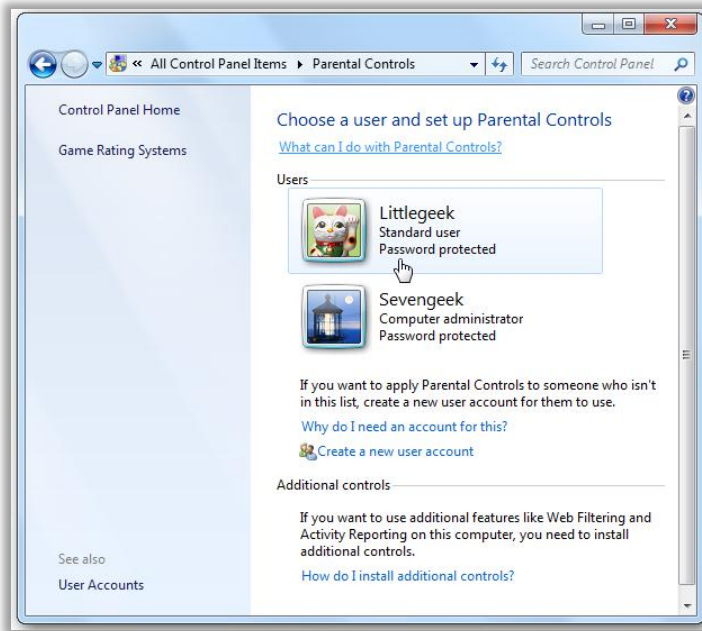 « All Control Panel Items ▸ Parental Controls
Search Control Panel
Control Panel Home
Game Rating Systems
Choose a user and set up Parental Controls
What can I do with Parental Controls?
Users
Littlegeek
Standard user
Password protected
Sevengeek
Computer administrator
Password protected
If you want to apply Parental Controls to someone who isn't
in this list, create a new user account for them to use.
Why do I need an account for this?
Create a new user account
Additional controls
If you want to use additional features like Web Filtering and
Activity Reporting on this computer, you need to install
additional controls.
How do I install additional controls?
See also
User Accounts